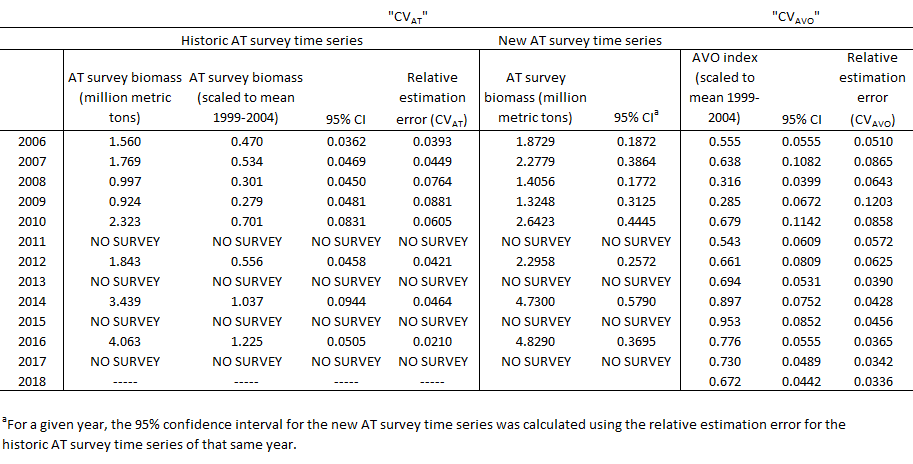 "CVAT" "CVAVO"
Historic AT survey time series New AT survey time series
AT survey biomass (million metric tons) AT survey biomass (scaled to mean 1999-2004) 95% CI Relative estimation error (CVAT) AT survey biomass (million metric tons) 95% CIa AVO index (scaled to mean 1999-2004) 95% CI Relative estimation error (CVAVO)
2006 1.560 0.470 0.0362 0.0393 1.8729 0.1872 0.555 0.0555 0.0510
2007 1.769 0.534 0.0469 0.0449 2.2779 0.3864 0.638 0.1082 0.0865
2008 0.997 0.301 0.0450 0.0764 1.4056 0.1772 0.316 0.0399 0.0643
2009 0.924 0.279 0.0481 0.0881 1.3248 0.3125 0.285 0.0672 0.1203
2010 2.323 0.701 0.0831 0.0605 2.6423 0.4445 0.679 0.1142 0.0858
2011 NO SURVEY NO SURVEY NO SURVEY NO SURVEY NO SURVEY NO SURVEY 0.543 0.0609 0.0572
2012 1.843 0.556 0.0458 0.0421 2.2958 0.2572 0.661 0.0809 0.0625
2013 NO SURVEY NO SURVEY NO SURVEY NO SURVEY NO SURVEY NO SURVEY 0.694 0.0531 0.0390
2014 3.439 1.037 0.0944 0.0464 4.7300 0.5790 0.897 0.0752 0.0428
2015 NO SURVEY NO SURVEY NO SURVEY NO SURVEY NO SURVEY NO SURVEY 0.953 0.0852 0.0456
2016 4.063 1.225 0.0505 0.0210 4.8290 0.3695 0.776 0.0555 0.0365
2017 NO SURVEY NO SURVEY NO SURVEY NO SURVEY NO SURVEY NO SURVEY 0.730 0.0489 0.0342
2018 ----- ----- ----- ----- 0.672 0.0442 0.0336
aFor a given year, the 95% confidence interval for the new AT survey time series was calculated using the relative estimation error for the
historic AT survey time series of that same year.